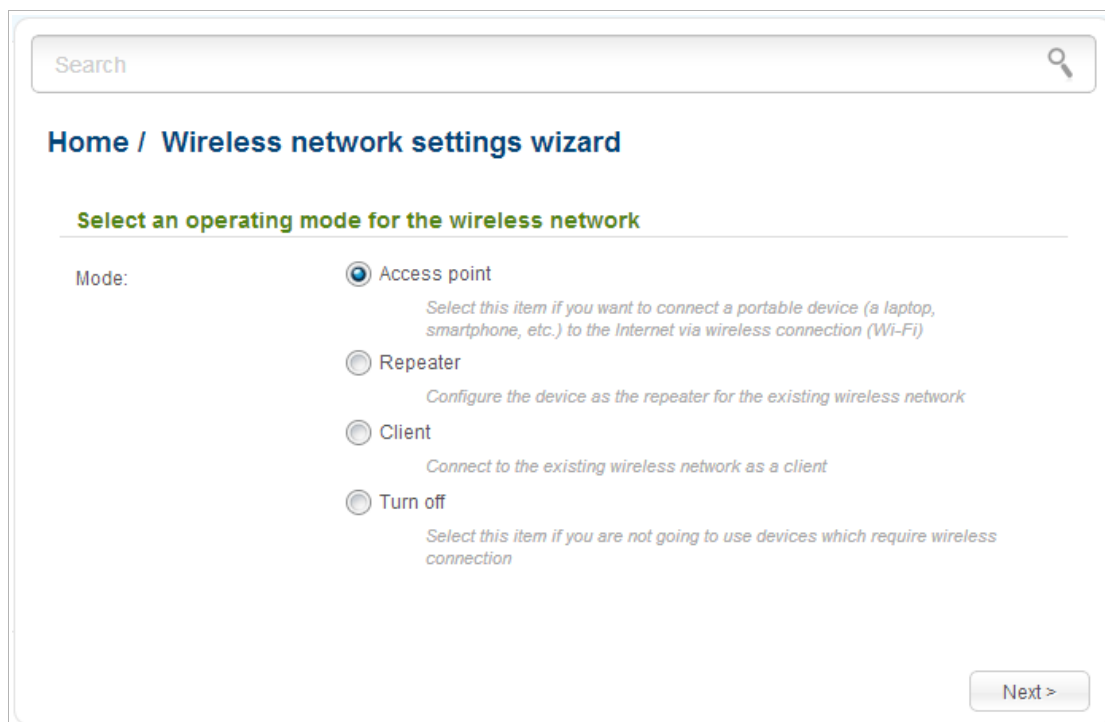 Search
Home / Wireless network settings wizard
Select an operating mode for the wireless network
Mode:
Access point
Select this item if you want to connect a portable device (a laptop,
smartphone, etc.) to the Internet via wireless connection (Wi-Fi)
Repeater
Configure the device as the repeater for the existing wireless network
Client
Connect to the existing wireless network as a client
Turn off
Select this item if you are not going to use devices which require wireless
connection
Next >